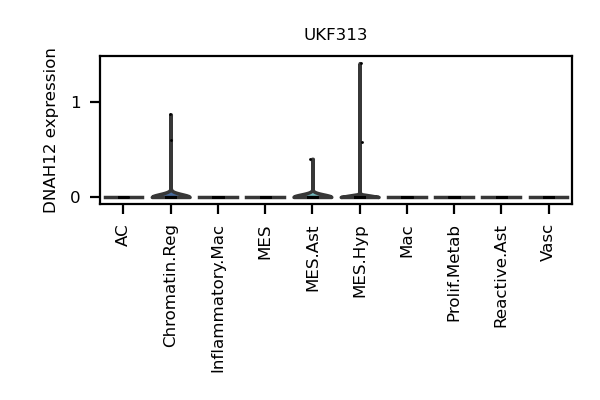 UKF313
DNAH12 expression
1
0
AC
Chromatin.Reg
Inflammatory.Mac
MES
MES.Ast
MES.Hyp
Mac
Prolif.Metab
Reactive.Ast
Vasc